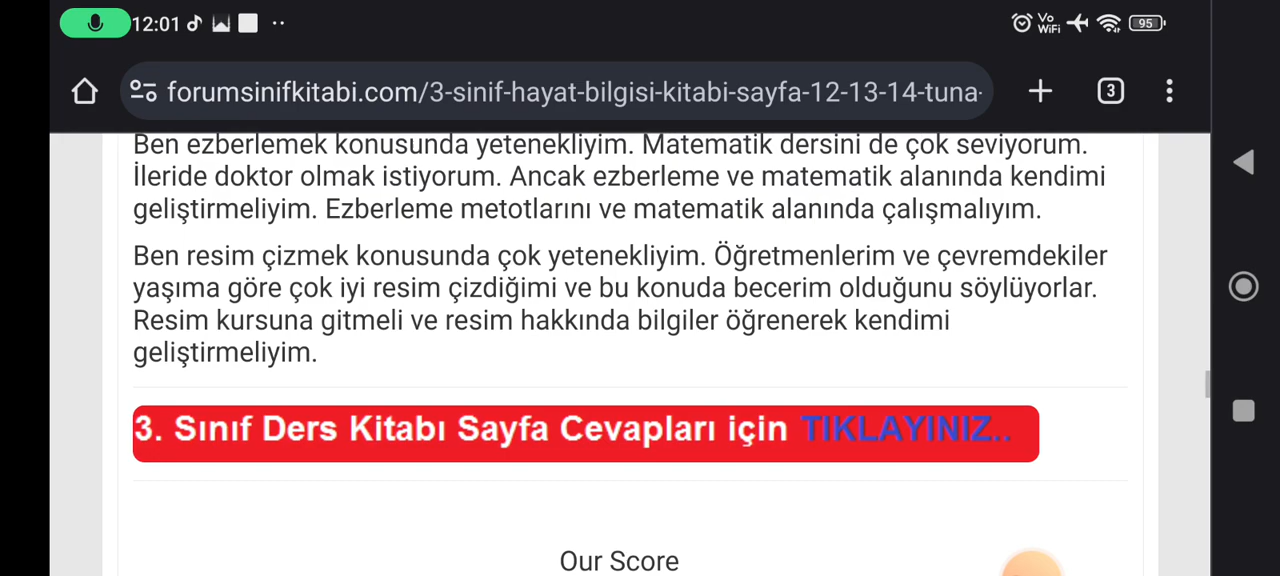 12:01
Vo
WiFi
95
forumsinifkitabi.com/3-sinif-hayat-bilgisi-kitabi-sayfa-12-13-14-tuna-
3
Ben ezberlemek konusunda yetenekliyim. Matematik dersini de çok seviyorum.
İleride doktor olmak istiyorum. Ancak ezberleme ve matematik alanında kendimi
geliştirmeliyim. Ezberleme metotlarını ve matematik alanında çalışmalıyım.
Ben resim çizmek konusunda çok yetenekliyim. Öğretmenlerim ve çevremdekiler
yaşıma göre çok iyi resim çizdiğimi ve bu konuda becerim olduğunu söylüyorlar.
Resim kursuna gitmeli ve resim hakkında bilgiler öğrenerek kendimi
geliştirmeliyim.
3. Sınıf Ders Kitabı Sayfa Cevapları için TIKLAYINIZ..
Our Score